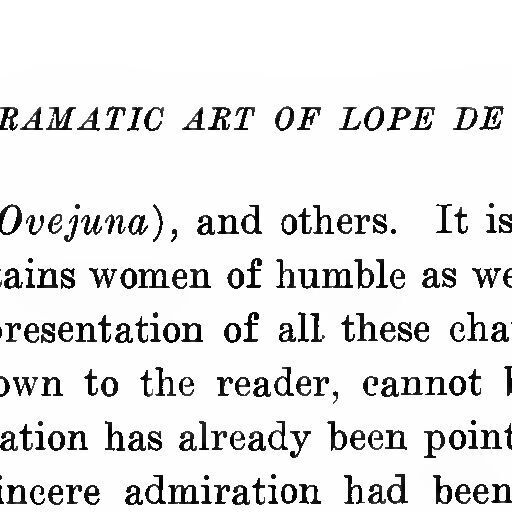 RAMATIC ART OF LOPE DE
Ovejuna), and others. It is
tains women of humble as we
presentation of all these cha
own to the reader, cannot
ation has already been point
incere admiration had been